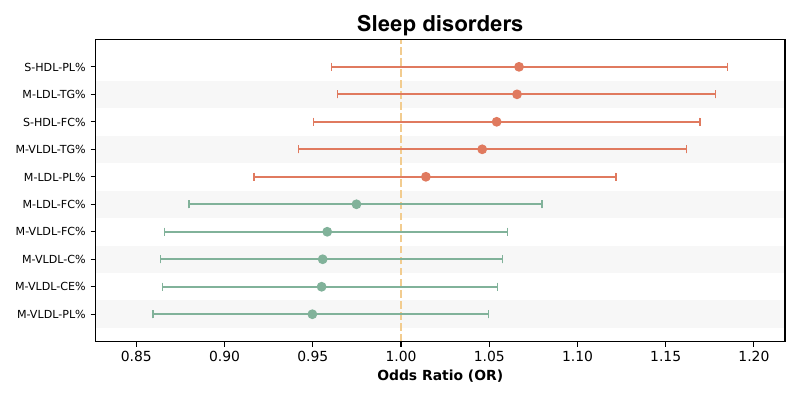 Sleep disorders
S-HDL-PL%
M-LDL-TG%
S-HDL-FC%
M-VLDL-TG%
M-LDL-PL%
M-LDL-FC%
M-VLDL-FC%
M-VLDL-C%
M-VLDL-CE%
M-VLDL-PL%
0.85 0.90 0.95 1.00 1.05 1.10 1.15 1.20
Odds Ratio (OR)